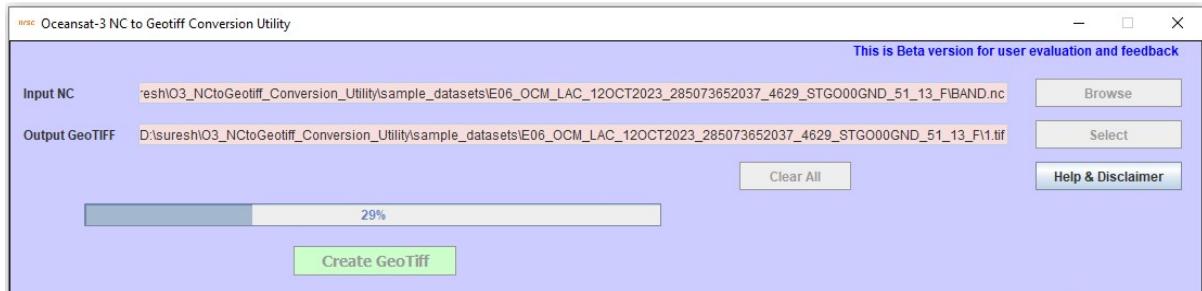 nrsc Oceansat-3 NC to Geotiff Conversion Utility
This is Beta version for user evaluation and feedback
Input NC resh\O3_NCtoGeotiff_Conversion_Utility\sample_datasets\E06_OCM_LAC_12OCT2023_285073652037_4629_STGO00GND_51_13_F\BAND.nc Browse
Output GeoTIFF D:\suresh\O3_NCtoGeotiff_Conversion_Utility\sample_datasets\E06_OCM_LAC_12OCT2023_285073652037_4629_STGO00GND_51_13_F\1.tif Select
Clear All Help & Disclaimer
29%
Create GeoTiff